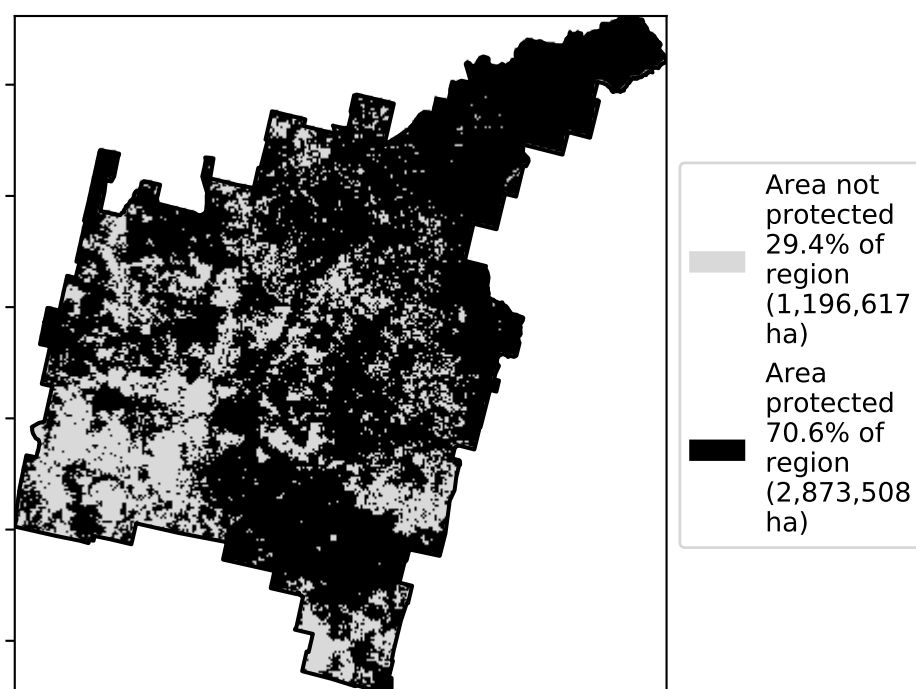 Area not
protected
29.4% of
region
(1,196,617
ha)
Area
protected
70.6% of
region
(2,873,508
ha)